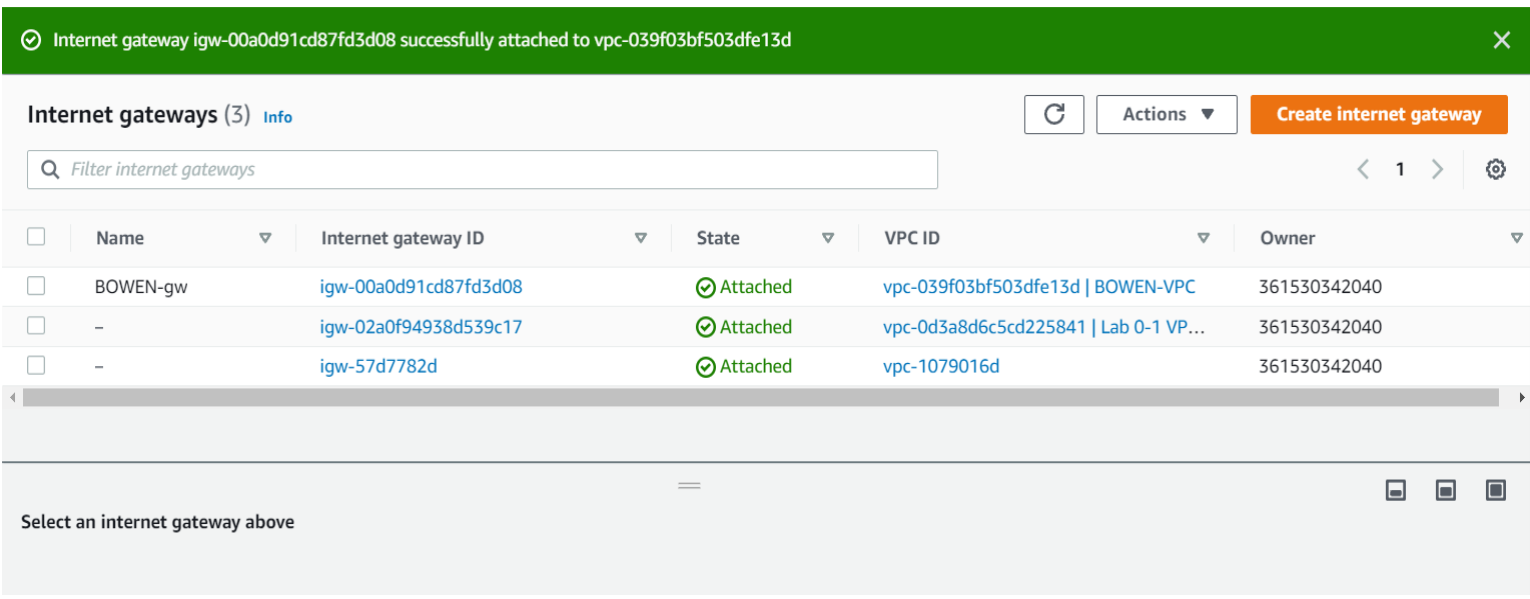 Internet gateway igw-00a0d91cd87fd3d08 successfully attached to vpc-039f03bf503dfe13d
Internet gateways (3) Info Actions Create internet gateway
Filter internet gateways 1
Name Internet gateway ID State VPC ID Owner
BOWEN-gw igw-00a0d91cd87fd3d08 Attached vpc-039f03bf503dfe13d | BOWEN-VPC 361530342040
– igw-02a0f94938d539c17 Attached vpc-0d3a8d6c5cd225841 | Lab 0-1 VP... 361530342040
– igw-57d7782d Attached vpc-1079016d 361530342040
Select an internet gateway above